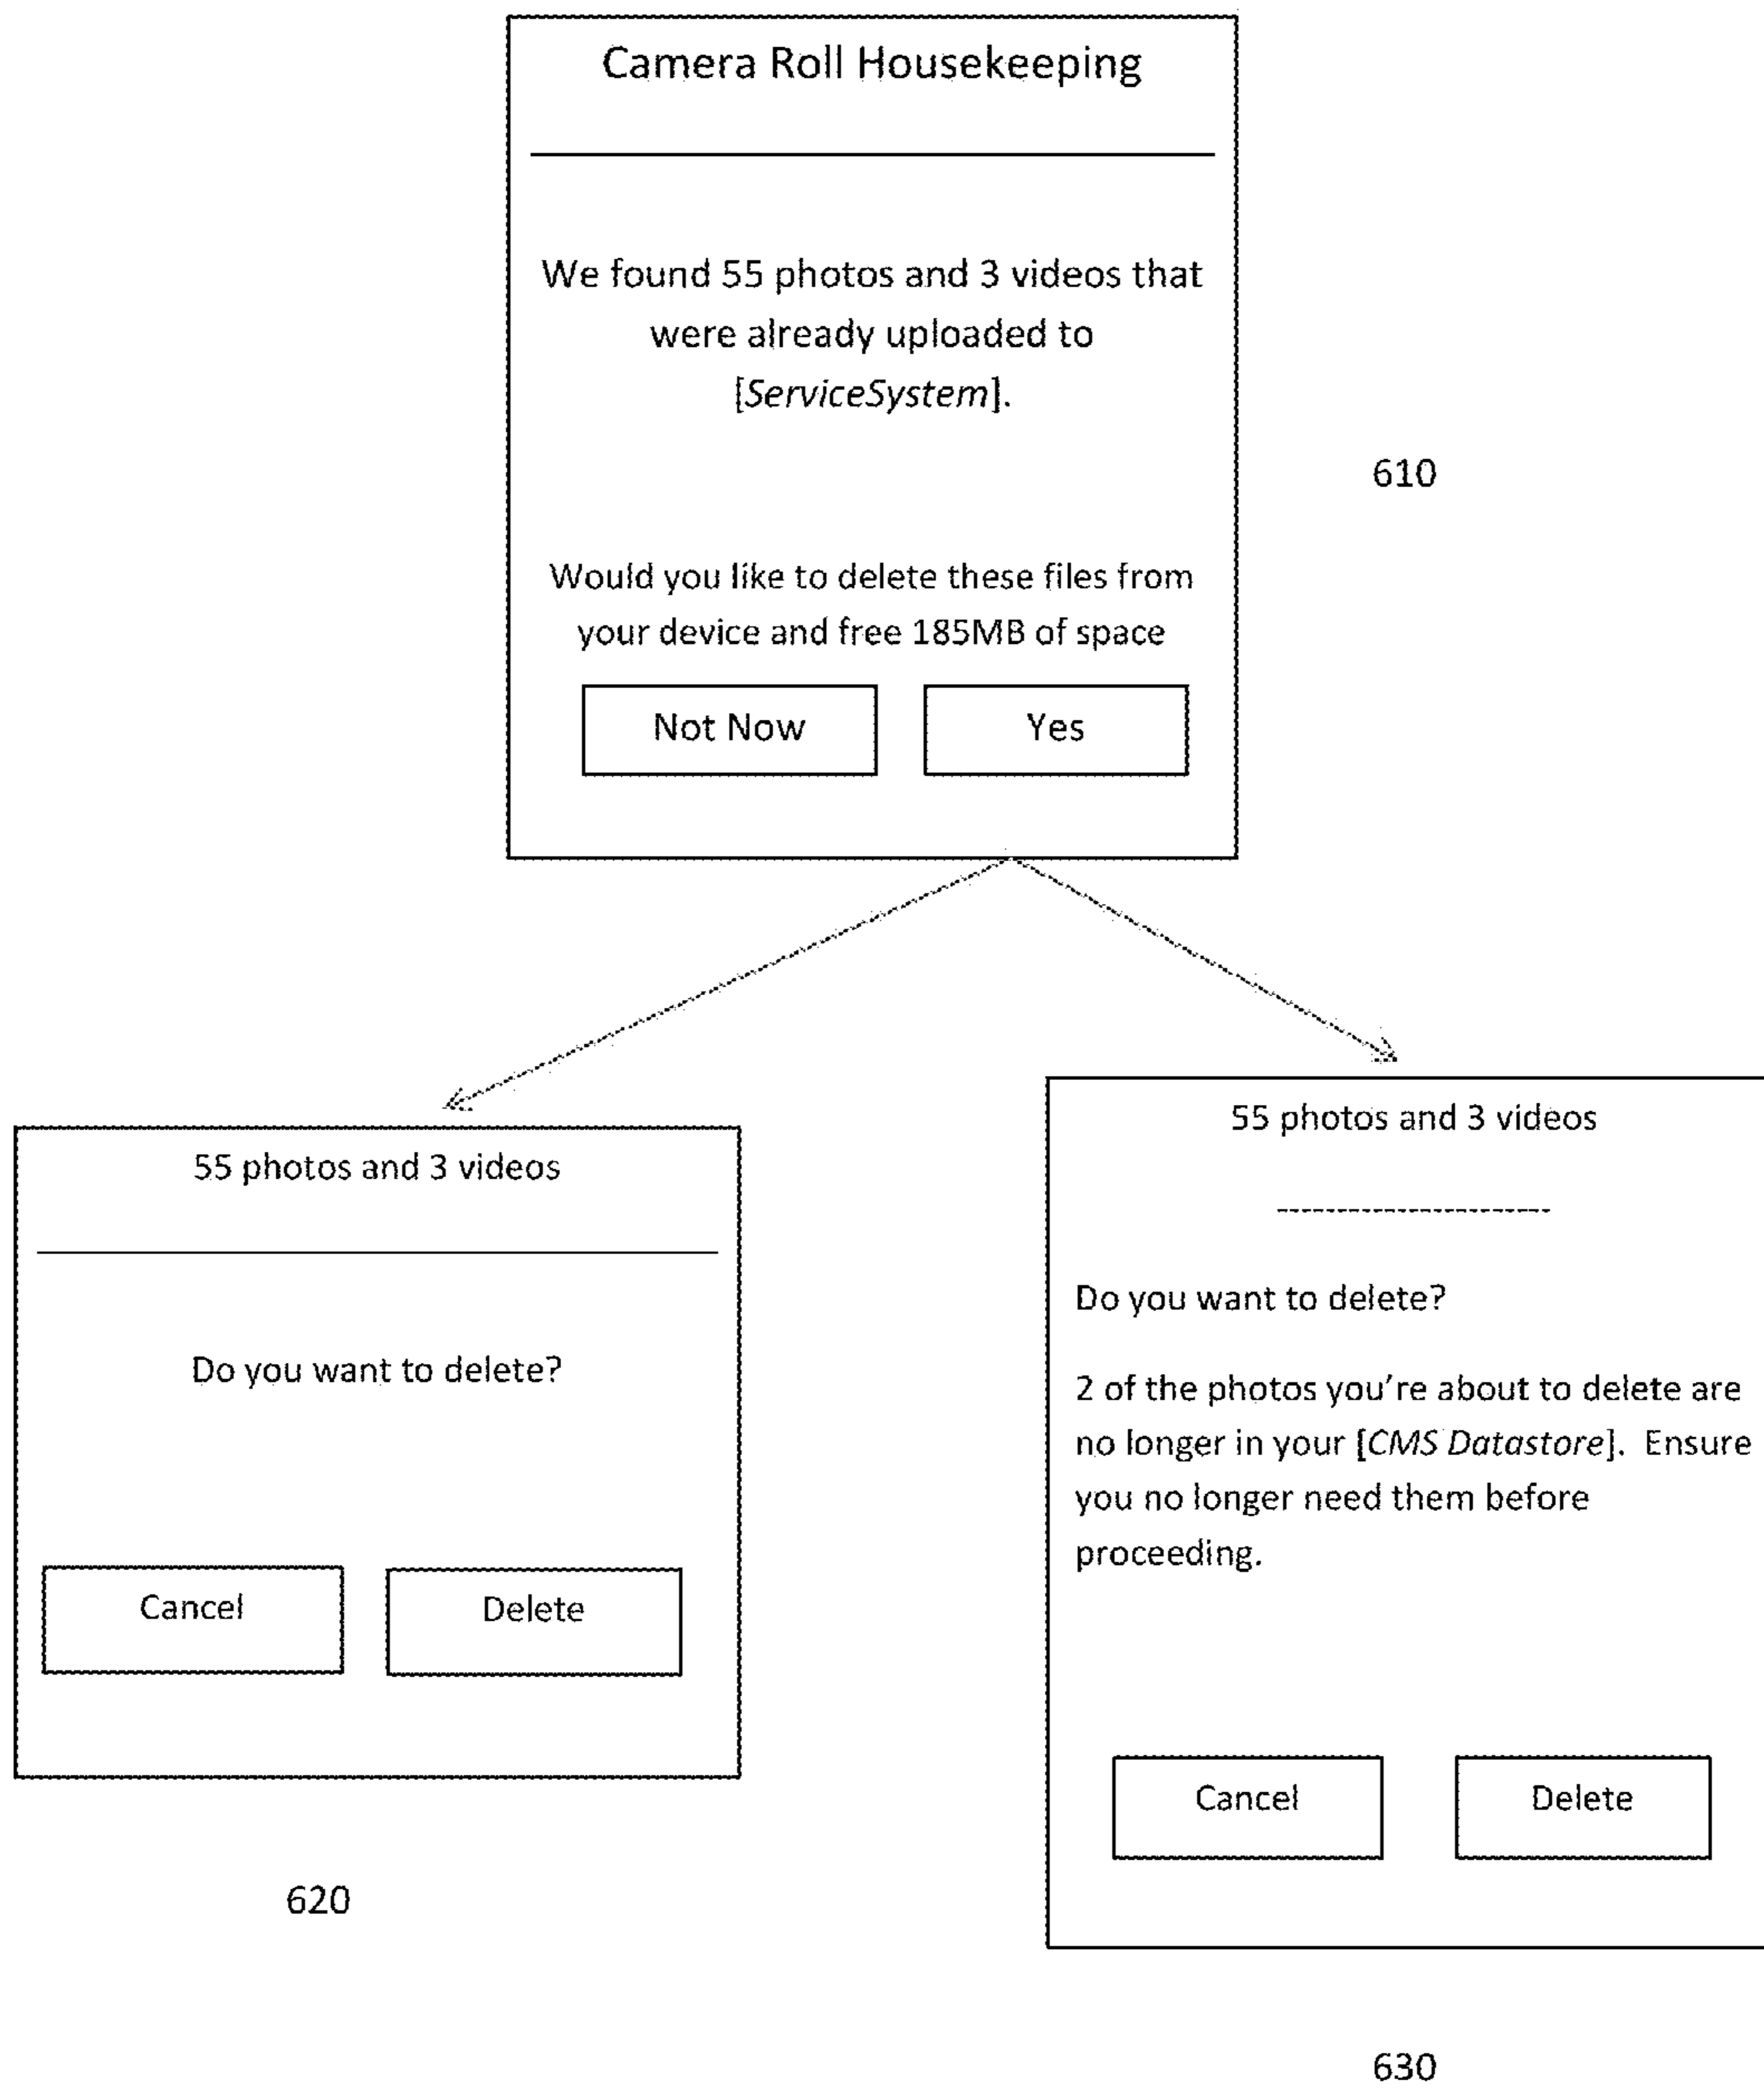 Camera Roll Housekeeping
We found 55 photos and 3 videos that
were already uploaded to
[ServiceSystem].
610
Would you like to delete these files from
your device and free 185MB of space
Not Now
Yes
55 photos and 3 videos
Do you want to delete?
Cancel
Delete
620
55 photos and 3 videos
-----------------------
Do you want to delete?
2 of the photos you're about to delete are
no longer in your [CMS Datastore]. Ensure
you no longer need them before
proceeding.
Cancel
Delete
630